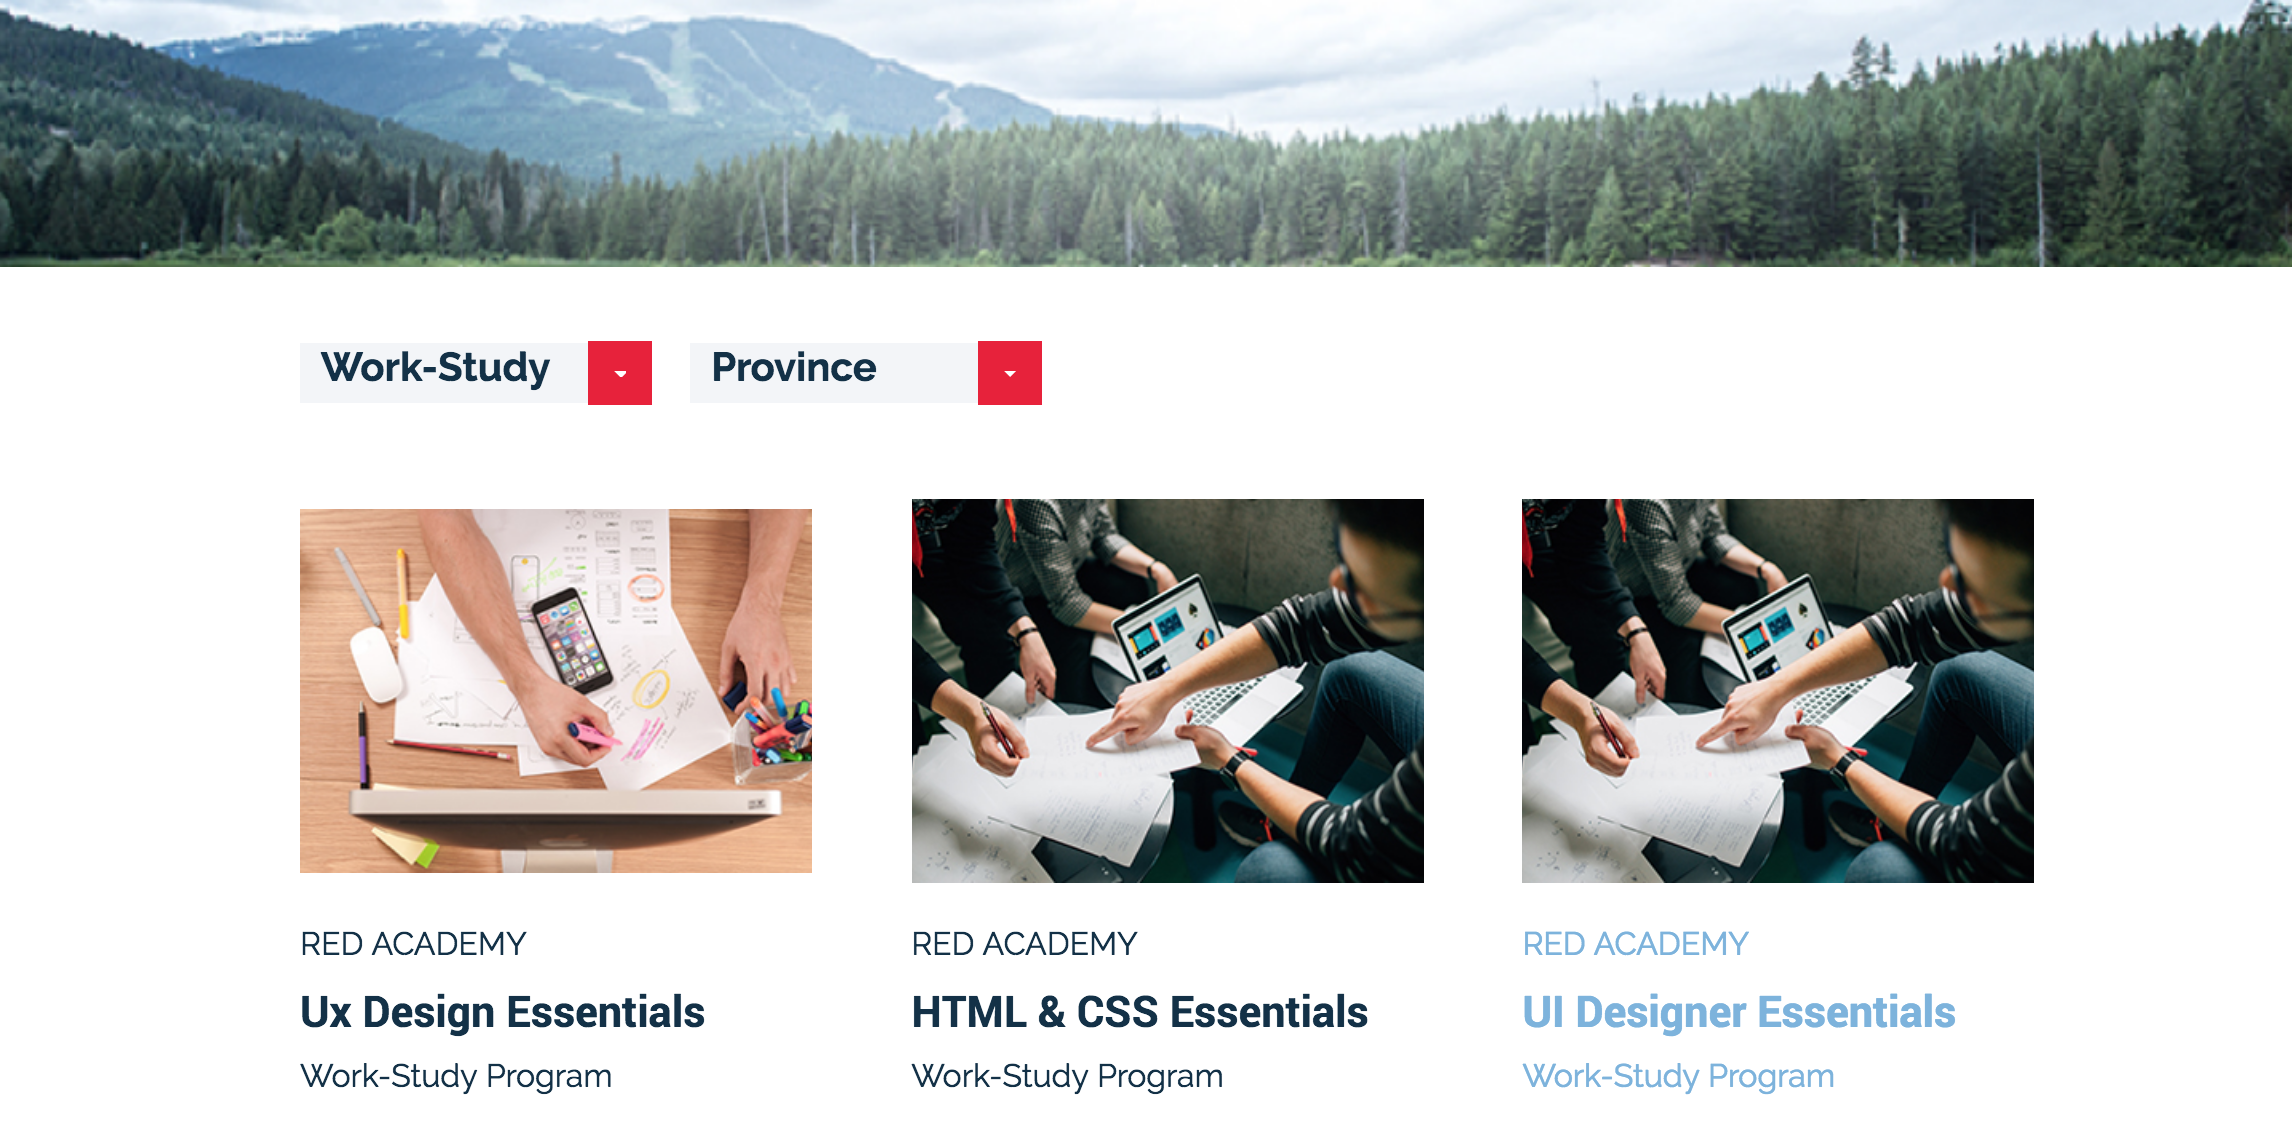 Work-Study
Province
RED ACADEMY
Ux Design Essentials
Work-Study Program
RED ACADEMY
HTML & CSS Essentials
Work-Study Program
RED ACADEMY
UI Designer Essentials
Work-Study Program